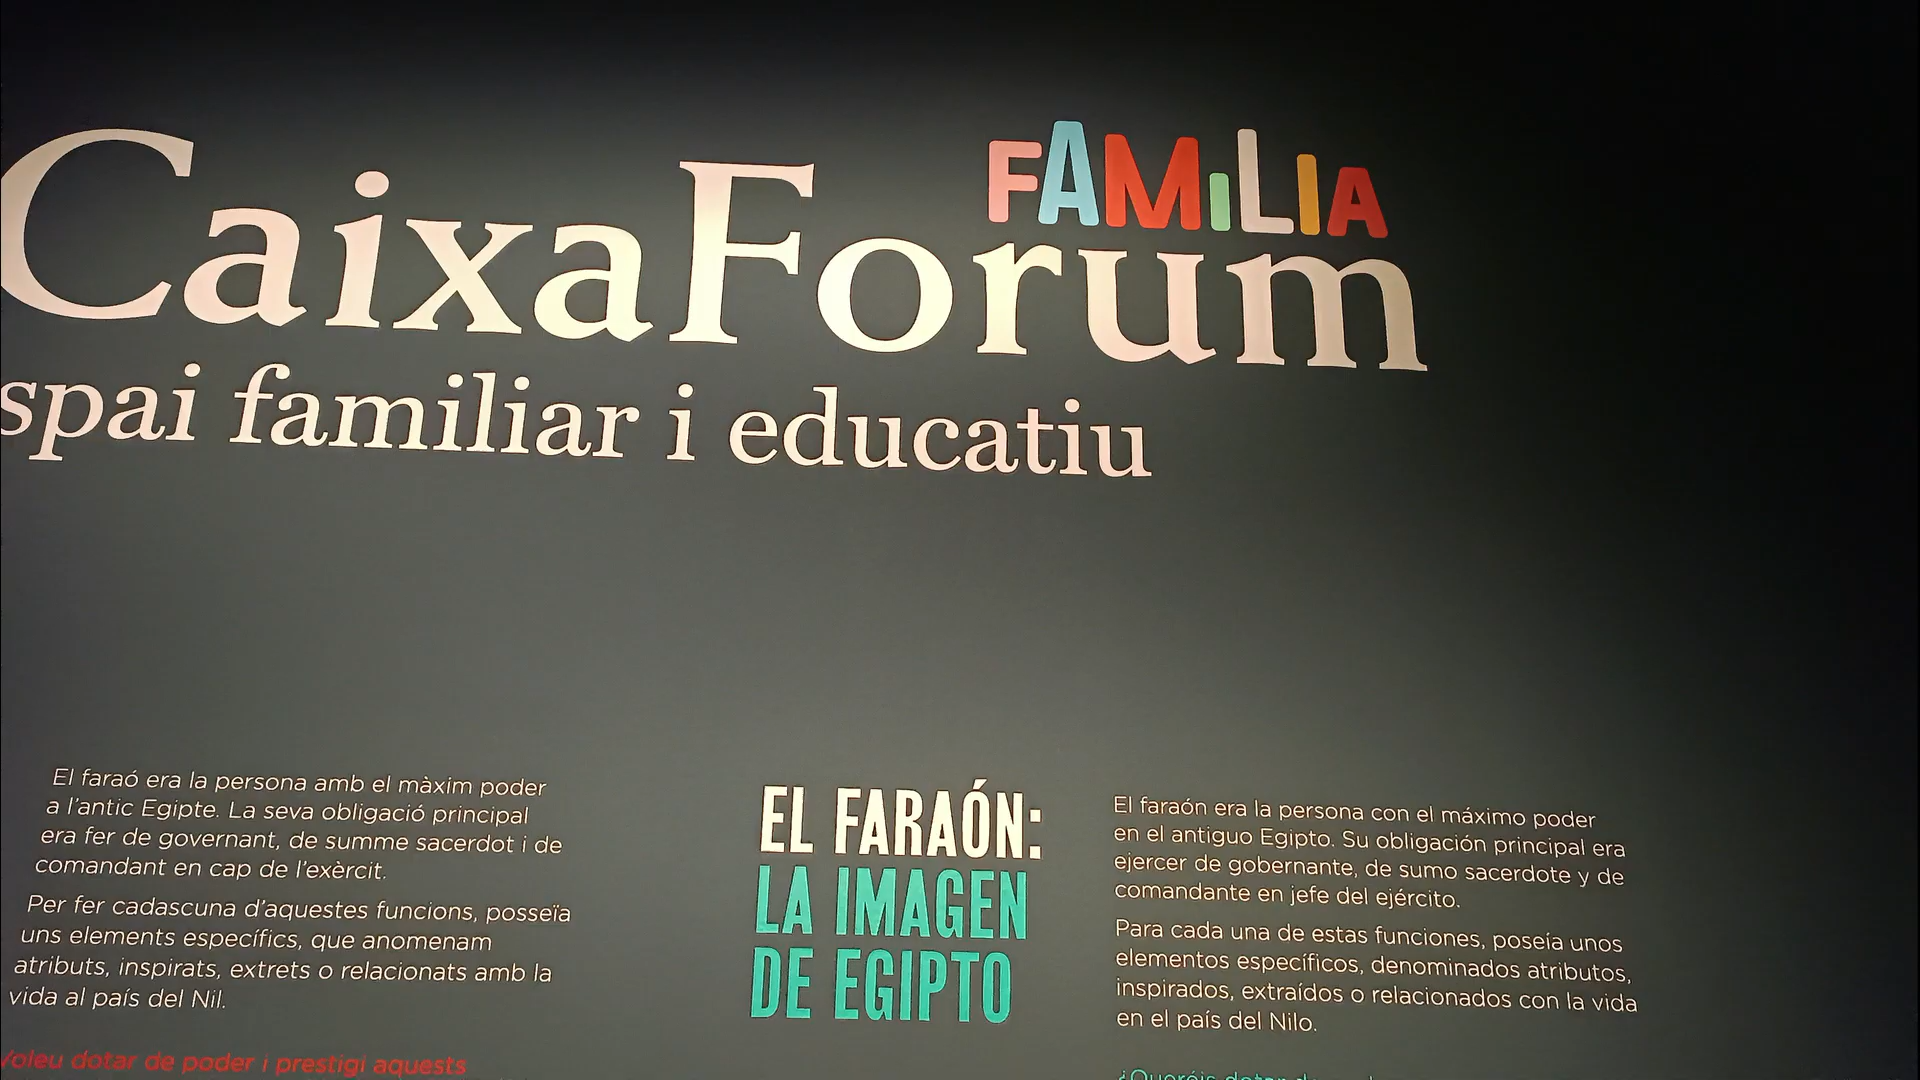 FAMILIA
CaixaForum
spai familiar i educatiu
El faraó era la persona amb el màxim poder
a l'antic Egipte. La seva obligació principal
era fer de governant, de summe sacerdot i de
comandant en cap de l'exèrcit.
Per fer cadascuna d'aquestes funcions, posseïa
uns elements específics, que anomenam
atributs, inspirats, extrets o relacionats amb la
vida al país del Nil.
Voleu dotar de poder i prestigi aquests
EL FARAÓN:
LA IMAGEN
DE EGIPTO
El faraón era la persona con el máximo poder
en el antiguo Egipto. Su obligación principal era
ejercer de gobernante, de sumo sacerdote y de
comandante en jefe del ejército.
Para cada una de estas funciones, poseía unos
elementos específicos, denominados atributos,
inspirados, extraídos o relacionados con la vida
en el país del Nilo.
¿Queréis dotar